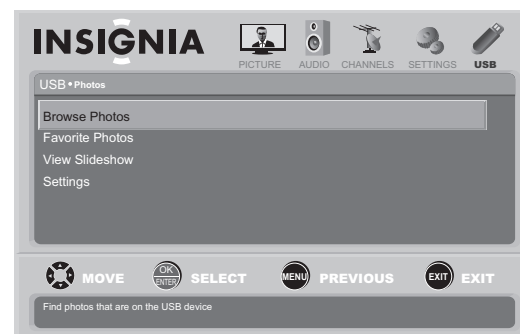 INSIGNIA
PICTURE AUDIO CHANNELS SETTINGS USB
USB • Photos
Browse Photos
Favorite Photos
View Slideshow
Settings
MOVE OK ENTER SELECT MENU PREVIOUS EXIT EXIT
Find photos that are on the USB device